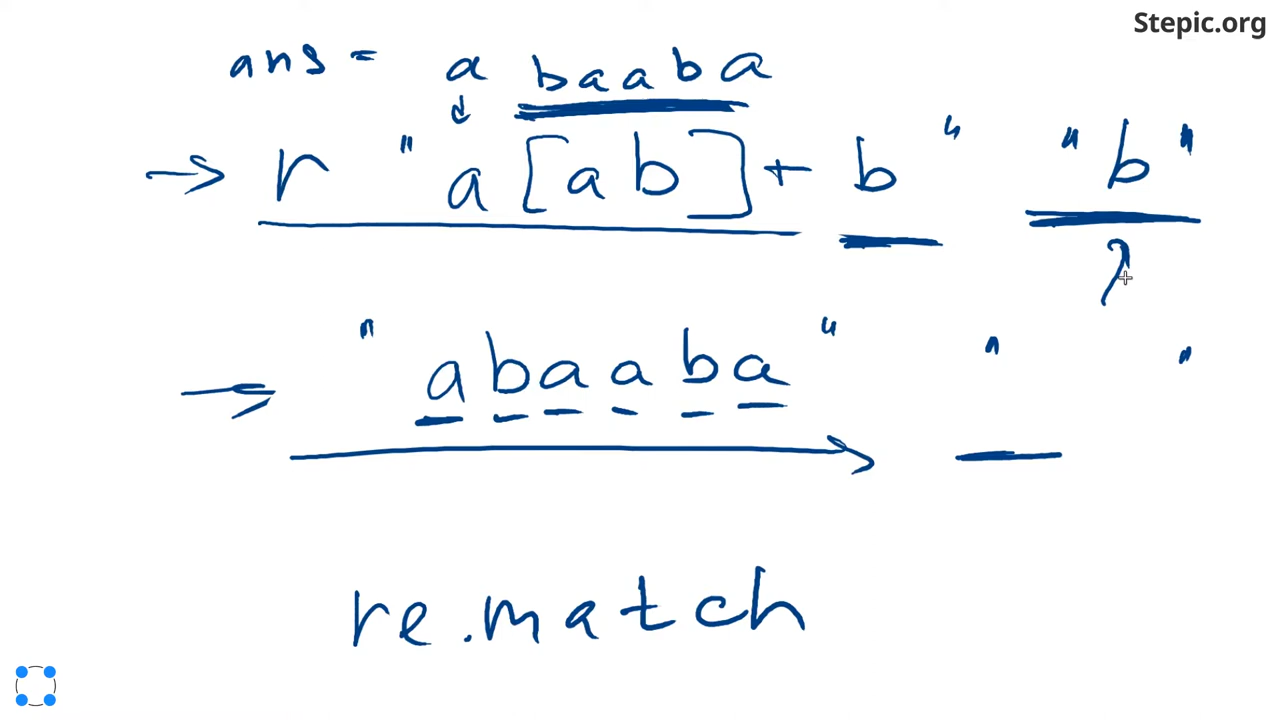 Stepic.org
ans = a baaba
→ r "a[ab]+b" "b"
→ "abaaba" " "
re.match